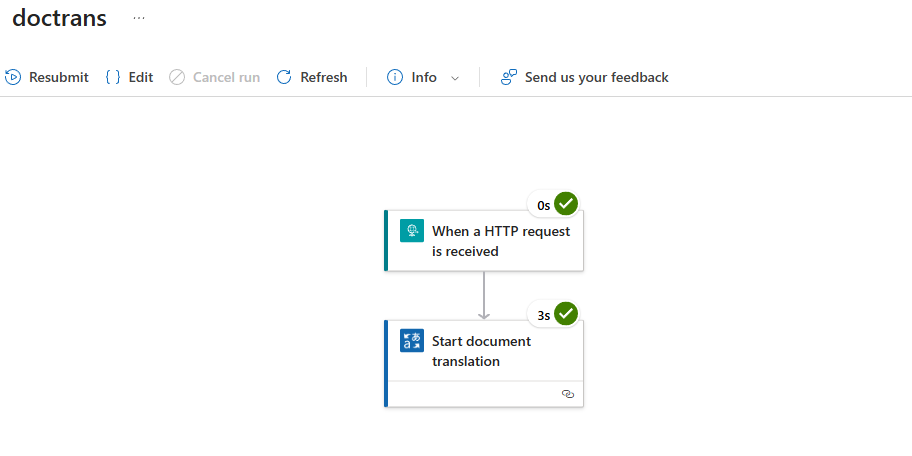 doctrans ...
Resubmit { } Edit Cancel run Refresh Info Send us your feedback
0s
When a HTTP request
is received
3s
Start document
translation